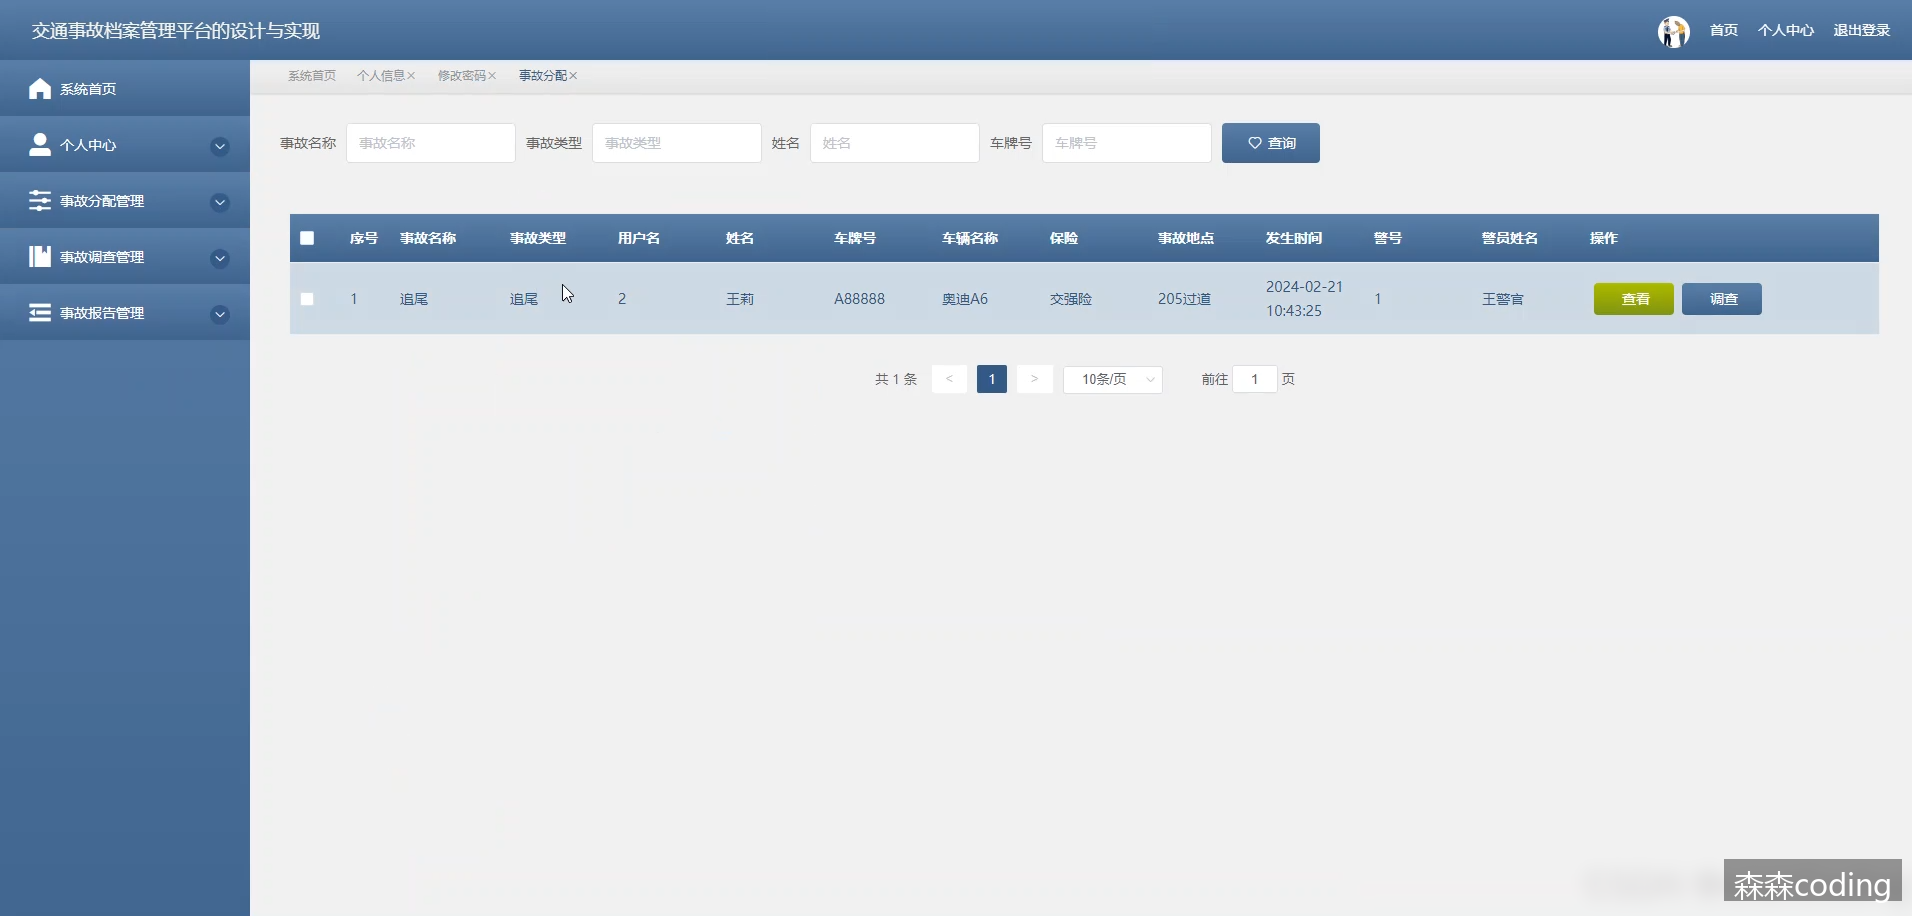 交通事故档案管理平台的设计与实现
首页 个人中心 退出登录
系统首页
个人中心
事故分配管理
事故调查管理
事故报告管理
系统首页 个人信息× 修改密码× 事故分配×
事故名称 事故名称 事故类型 事故类型 姓名 姓名 车牌号 车牌号 查询
序号 事故名称 事故类型 用户名 姓名 车牌号 车辆名称 保险 事故地点 发生时间 警号 警员姓名 操作
1 追尾 追尾 2 王莉 A88888 奥迪A6 交强险 205过道 2024-02-21 10:43:25 1 王警官 查看 调查
共 1 条 < 1 > 10条/页 前往 1 页
森森coding